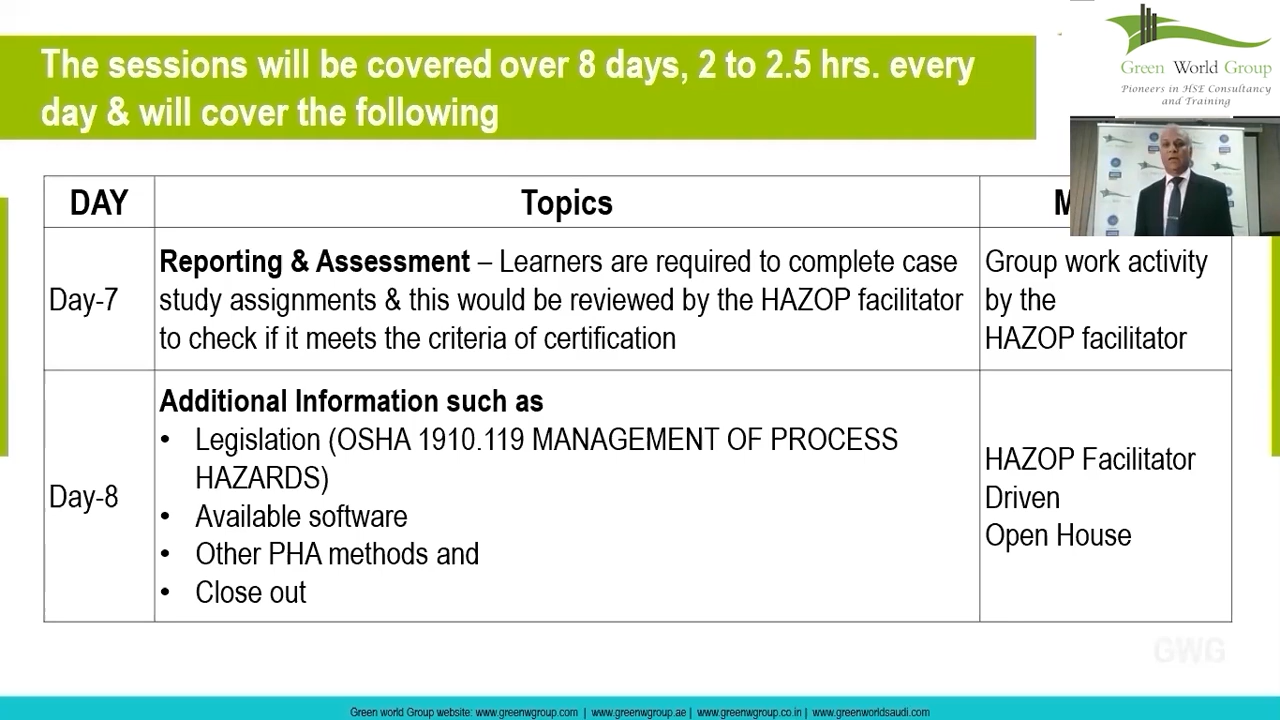 The sessions will be covered over 8 days, 2 to 2.5 hrs. every
day & will cover the following
Green World Group
Pioneers in HSE Consultancy
and Training
DAY
Topics
M
Day-7
Reporting & Assessment – Learners are required to complete case
study assignments & this would be reviewed by the HAZOP facilitator
to check if it meets the criteria of certification
Group work activity
by the
HAZOP facilitator
Day-8
Additional Information such as
• Legislation (OSHA 1910.119 MANAGEMENT OF PROCESS
HAZARDS)
• Available software
• Other PHA methods and
• Close out
HAZOP Facilitator
Driven
Open House
GWG
Green world Group website: www.greenwgroup.com | www.greenwgroup.ae | www.greenwgroup.co.in | www.greenworldsaudi.com